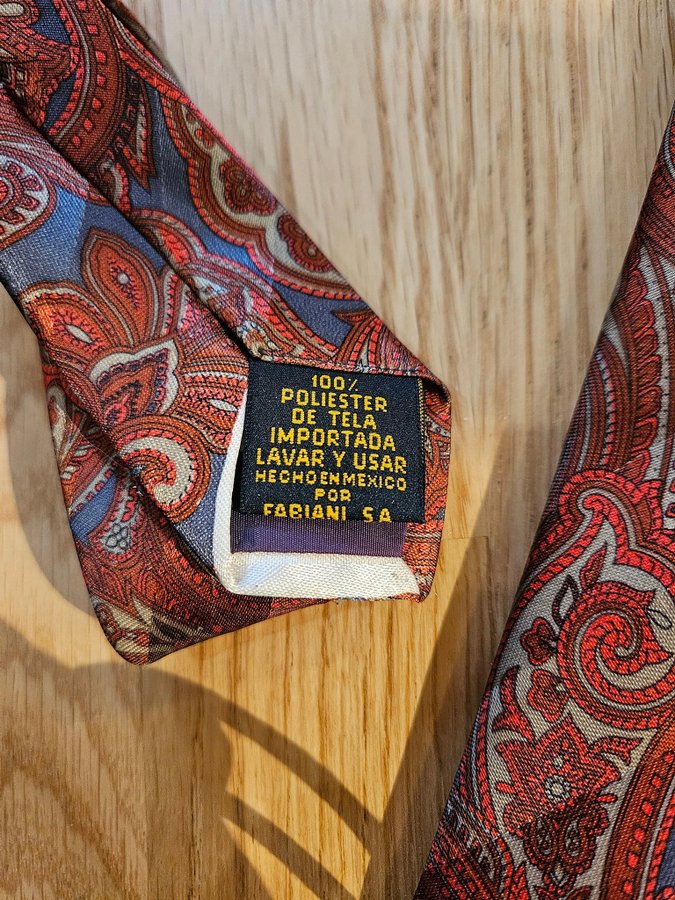 100%
POLIESTER
DE TELA
IMPORTADA
LAVAR Y USAR
HECHO EN MEXICO
POR
FABIANI, S.A